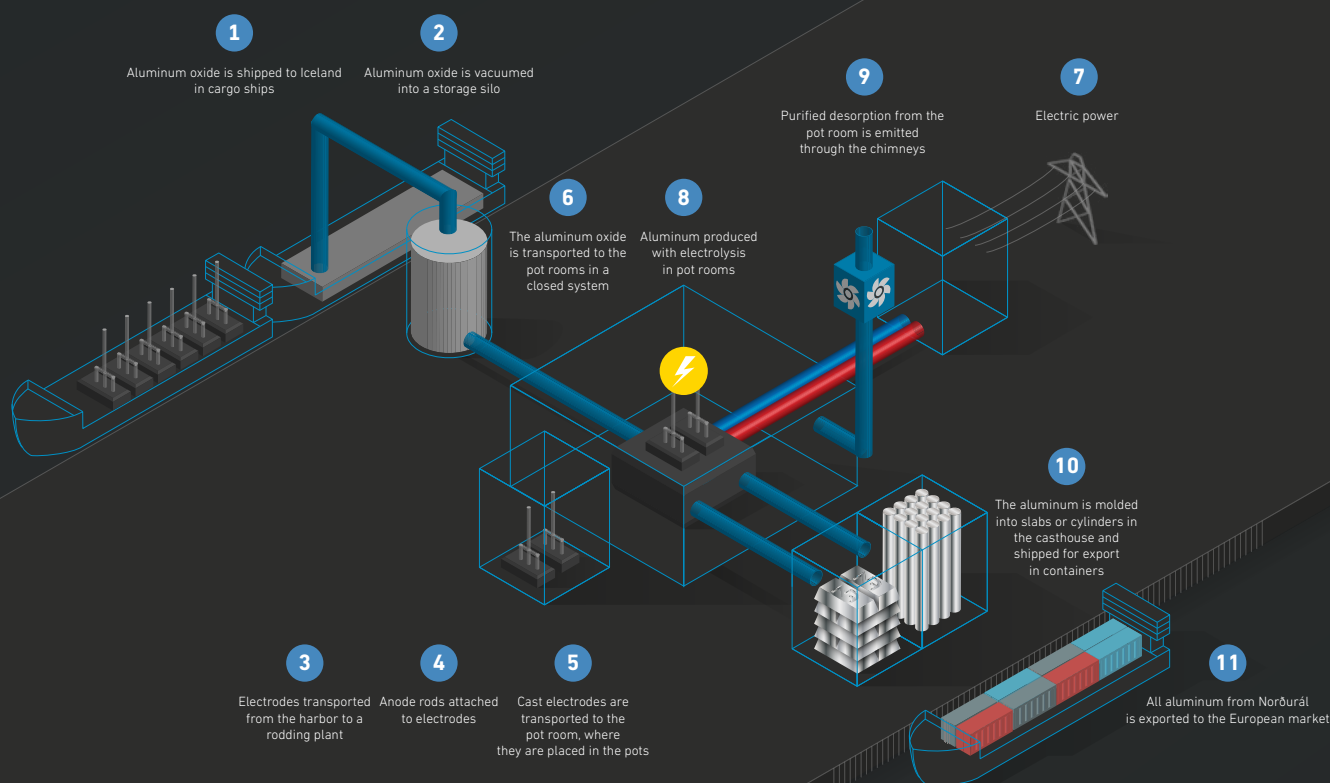 1
Aluminum oxide is shipped to Iceland
in cargo ships
2
Aluminum oxide is vacuumed
into a storage silo
9
Purified desorption from the
pot room is emitted
through the chimneys
7
Electric power
6
The aluminum oxide
is transported to the
pot rooms in a
closed system
8
Aluminum produced
with electrolysis
in pot rooms
10
The aluminum is molded
into slabs or cylinders in
the casthouse and
shipped for export
in containers
3
Electrodes transported
from the harbor to a
rodding plant
4
Anode rods attached
to electrodes
5
Cast electrodes are
transported to the
pot room, where
they are placed in the pots
11
All aluminum from Norðurál
is exported to the European market